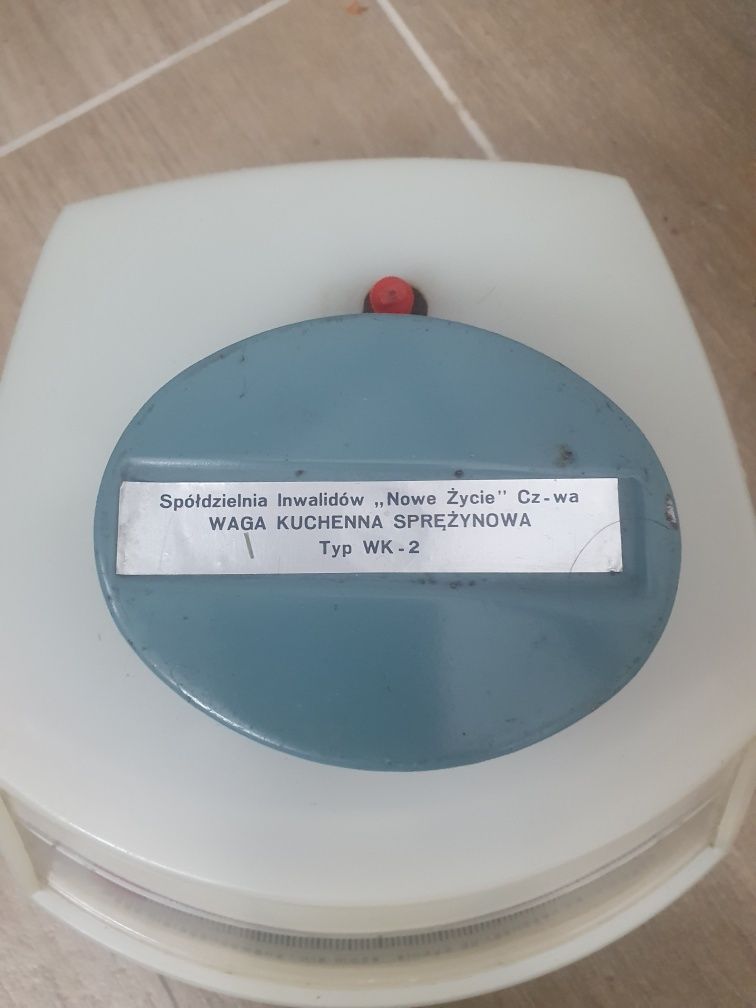 Spółdzielnia Inwalidów „Nowe Życie” Cz-wa
WAGA KUCHENNA SPRĘŻYNOWA
Typ WK-2